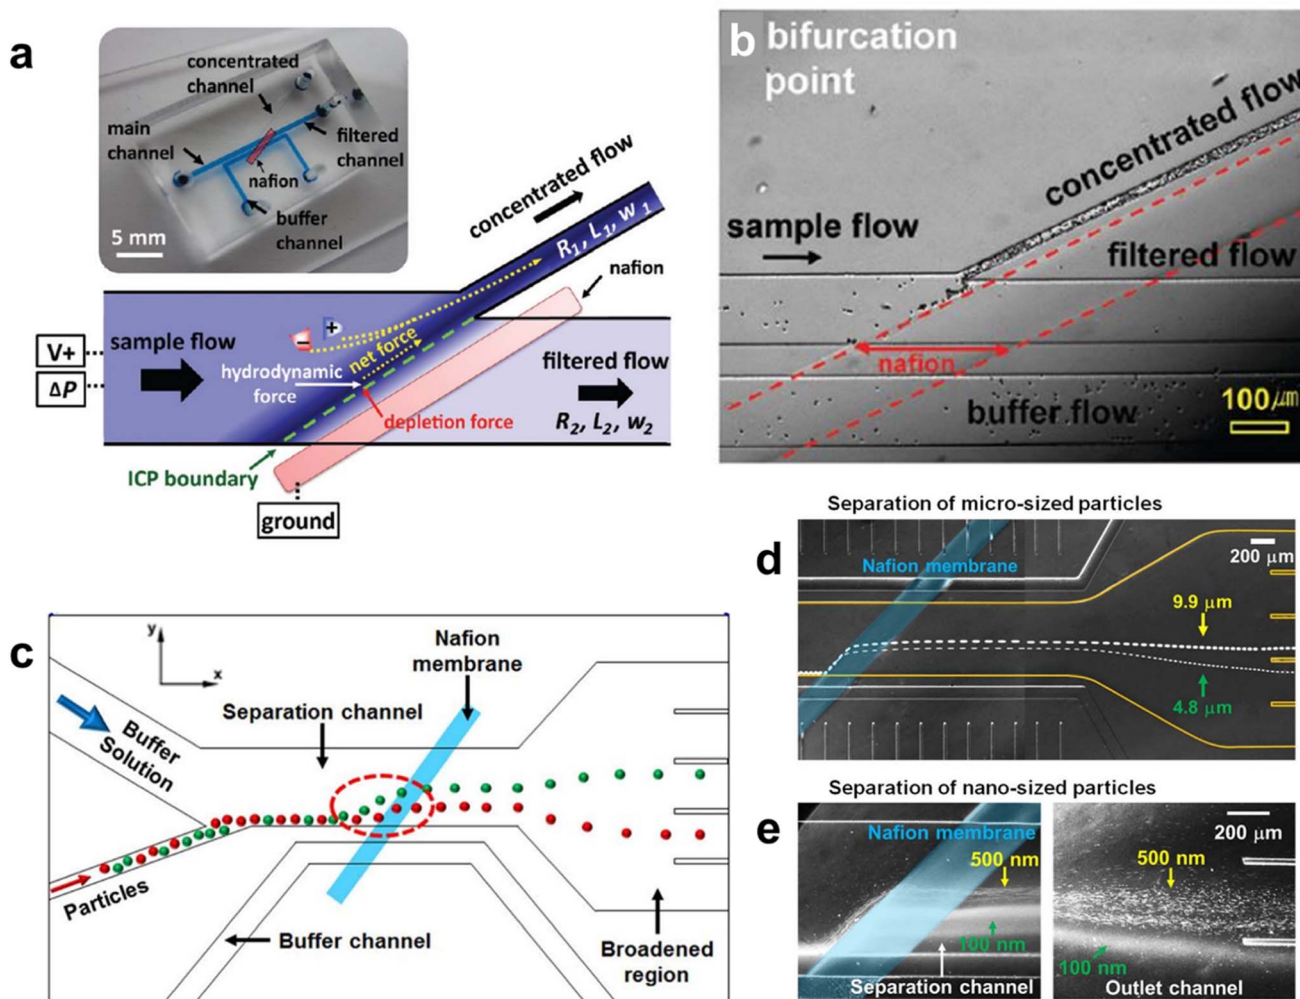 a
concentrated
channel
main
channel
filtered
channel
nafion
buffer
channel
5 mm
concentrated flow
R1, L1, w1
nafion
V+
ΔP
sample flow
+
−
net force
hydrodynamic
force
depletion force
filtered flow
R2, L2, w2
ICP boundary
ground
b
bifurcation
point
concentrated flow
sample flow
filtered flow
nafion
buffer flow
100㎛
c
y
x
Nafion
membrane
Separation channel
Buffer
Solution
Particles
Buffer channel
Broadened
region
Separation of micro-sized particles
d
Nafion membrane
200 μm
9.9 μm
4.8 μm
Separation of nano-sized particles
e
Nafion membrane
500 nm
100 nm
Separation channel
200 μm
500 nm
100 nm
Outlet channel